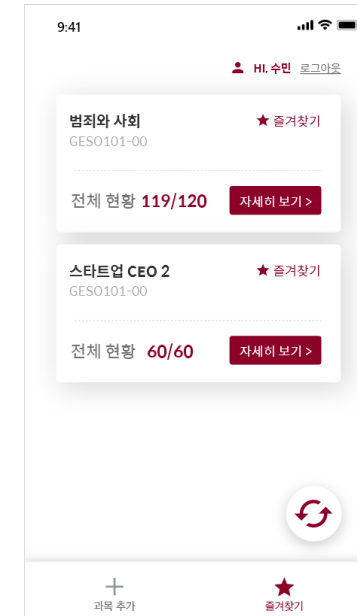 9:41
HI, 수민 로그아웃
범죄와 사회 ★ 즐겨찾기
GESO101-00
전체 현황 119/120 자세히 보기 >
스타트업 CEO 2 ★ 즐겨찾기
GESO101-00
전체 현황 60/60 자세히 보기 >
과목 추가 즐겨찾기